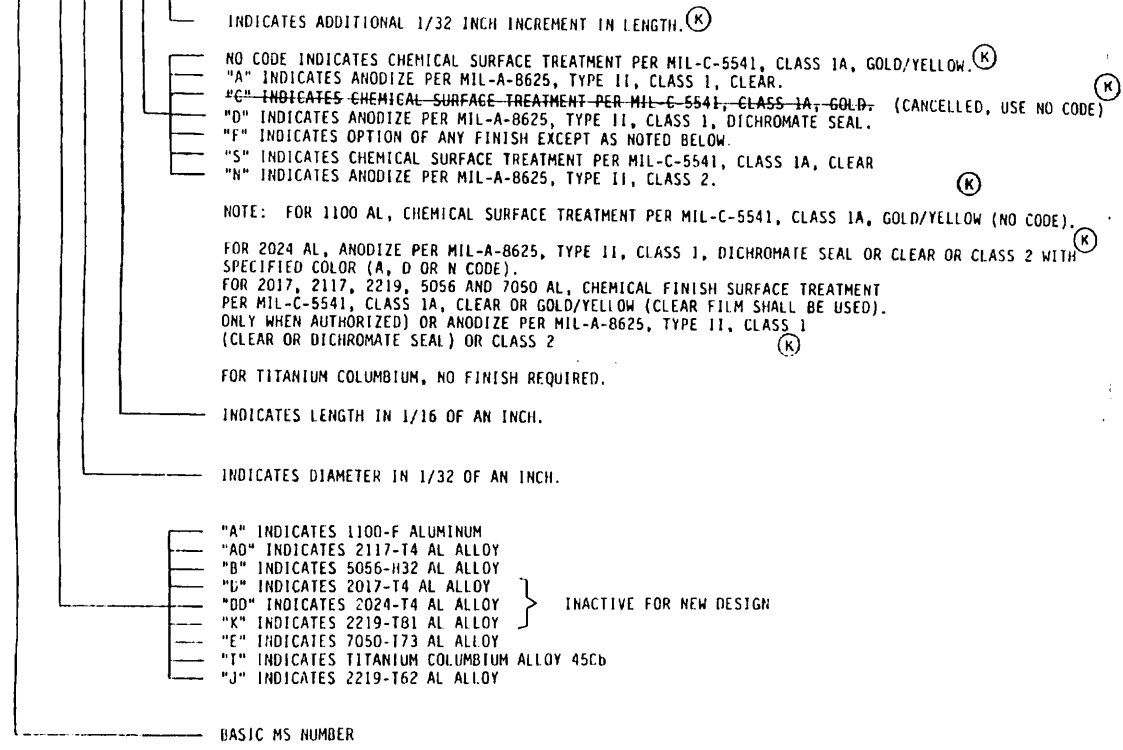 INDICATES ADDITIONAL 1/32 INCH INCREMENT IN LENGTH. K
NO CODE INDICATES CHEMICAL SURFACE TREATMENT PER MIL-C-5541, CLASS 1A, GOLD/YELLOW. K
"A" INDICATES ANODIZE PER MIL-A-8625, TYPE II, CLASS 1, CLEAR.
"C" INDICATES CHEMICAL SURFACE TREATMENT PER MIL-C-5541, CLASS 1A, GOLD. (CANCELLED, USE NO CODE) K
"D" INDICATES ANODIZE PER MIL-A-8625, TYPE II, CLASS 1, DICHROMATE SEAL.
"F" INDICATES OPTION OF ANY FINISH EXCEPT AS NOTED BELOW.
"S" INDICATES CHEMICAL SURFACE TREATMENT PER MIL-C-5541, CLASS 1A, CLEAR
"N" INDICATES ANODIZE PER MIL-A-8625, TYPE II, CLASS 2.
K
NOTE: FOR 1100 AL, CHEMICAL SURFACE TREATMENT PER MIL-C-5541, CLASS 1A, GOLD/YELLOW (NO CODE).
FOR 2024 AL, ANODIZE PER MIL-A-8625, TYPE II, CLASS 1, DICHROMATE SEAL OR CLEAR OR CLASS 2 WITH K
SPECIFIED COLOR (A, D OR N CODE).
FOR 2017, 2117, 2219, 5056 AND 7050 AL, CHEMICAL FINISH SURFACE TREATMENT
PER MIL-C-5541, CLASS 1A, CLEAR OR GOLD/YELLOW (CLEAR FILM SHALL BE USED).
ONLY WHEN AUTHORIZED) OR ANODIZE PER MIL-A-8625, TYPE II, CLASS 1
(CLEAR OR DICHROMATE SEAL) OR CLASS 2 K
FOR TITANIUM COLUMBIUM, NO FINISH REQUIRED.
INDICATES LENGTH IN 1/16 OF AN INCH.
INDICATES DIAMETER IN 1/32 OF AN INCH.
"A" INDICATES 1100-F ALUMINUM
"AD" INDICATES 2117-T4 AL ALLOY
"B" INDICATES 5056-H32 AL ALLOY
"D" INDICATES 2017-T4 AL ALLOY
"DD" INDICATES 2024-T4 AL ALLOY INACTIVE FOR NEW DESIGN
"K" INDICATES 2219-T81 AL ALLOY
"E" INDICATES 7050-T73 AL ALLOY
"T" INDICATES TITANIUM COLUMBIUM ALLOY 45Cb
"J" INDICATES 2219-T62 AL ALLOY
BASIC MS NUMBER